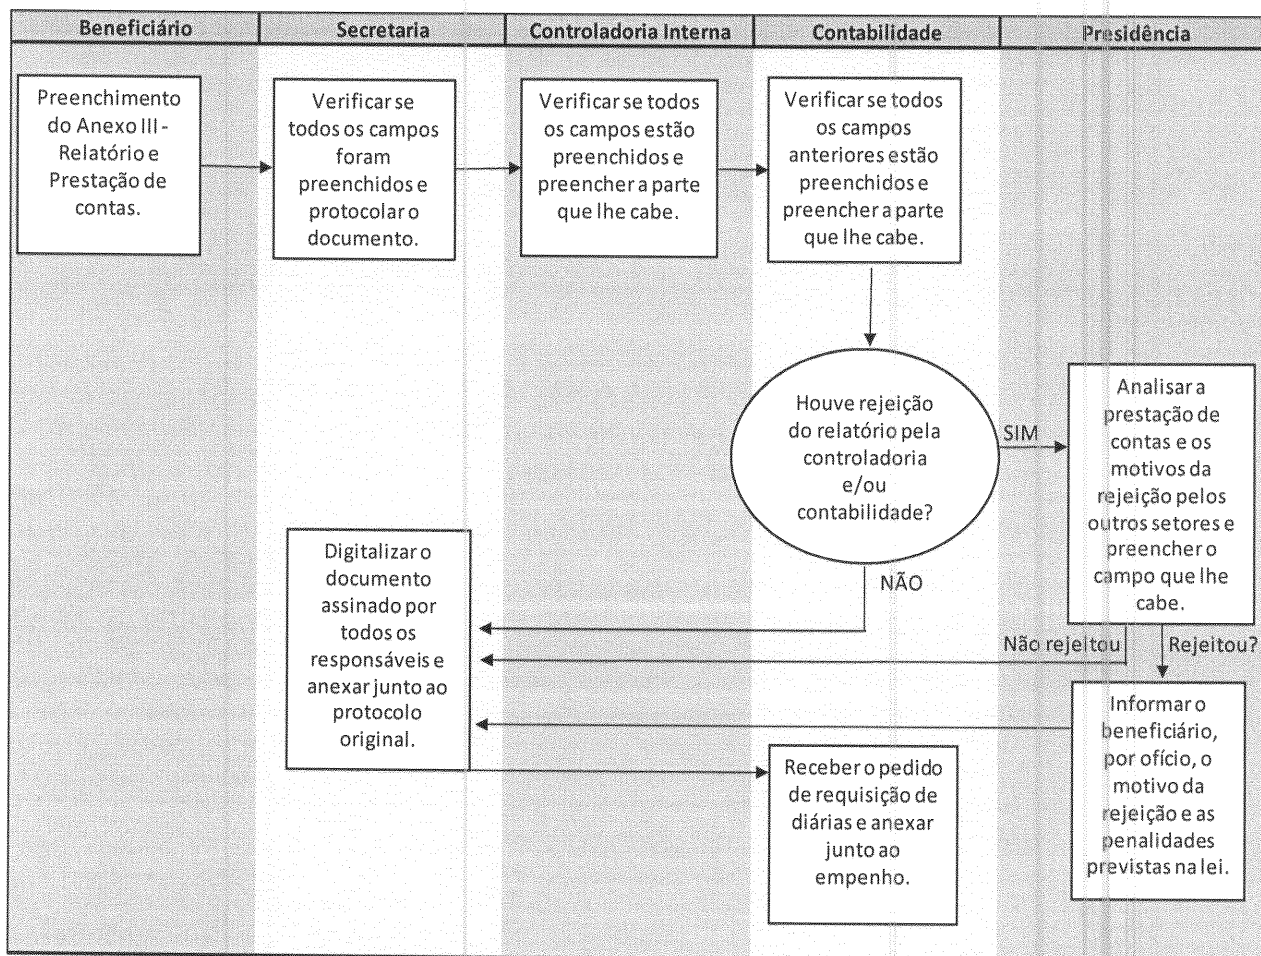 Beneficiário
Secretaria
Controladoria Interna
Contabilidade
Presidência
Preenchimento
do Anexo III -
Relatório e
Prestação de
contas.
Verificar se
todos os campos
foram
preenchidos e
protocolar o
documento.
Verificar se todos
os campos estão
preenchidos e
preencher a parte
que lhe cabe.
Verificar se todos
os campos
anteriores estão
preenchidos e
preencher a parte
que lhe cabe.
Houve rejeição
do relatório pela
controladoria
e/ou
contabilidade?
SIM
NÃO
Analisar a
prestação de
contas e os
motivos da
rejeição pelos
outros setores e
preencher o
campo que lhe
cabe.
Não rejeitou
Rejeitou?
Digitalizar o
documento
assinado por
todos os
responsáveis e
anexar junto ao
protocolo
original.
Informar o
beneficiário,
por ofício, o
motivo da
rejeição e as
penalidades
previstas na lei.
Receber o pedido
de requisição de
diárias e anexar
junto ao
empenho.